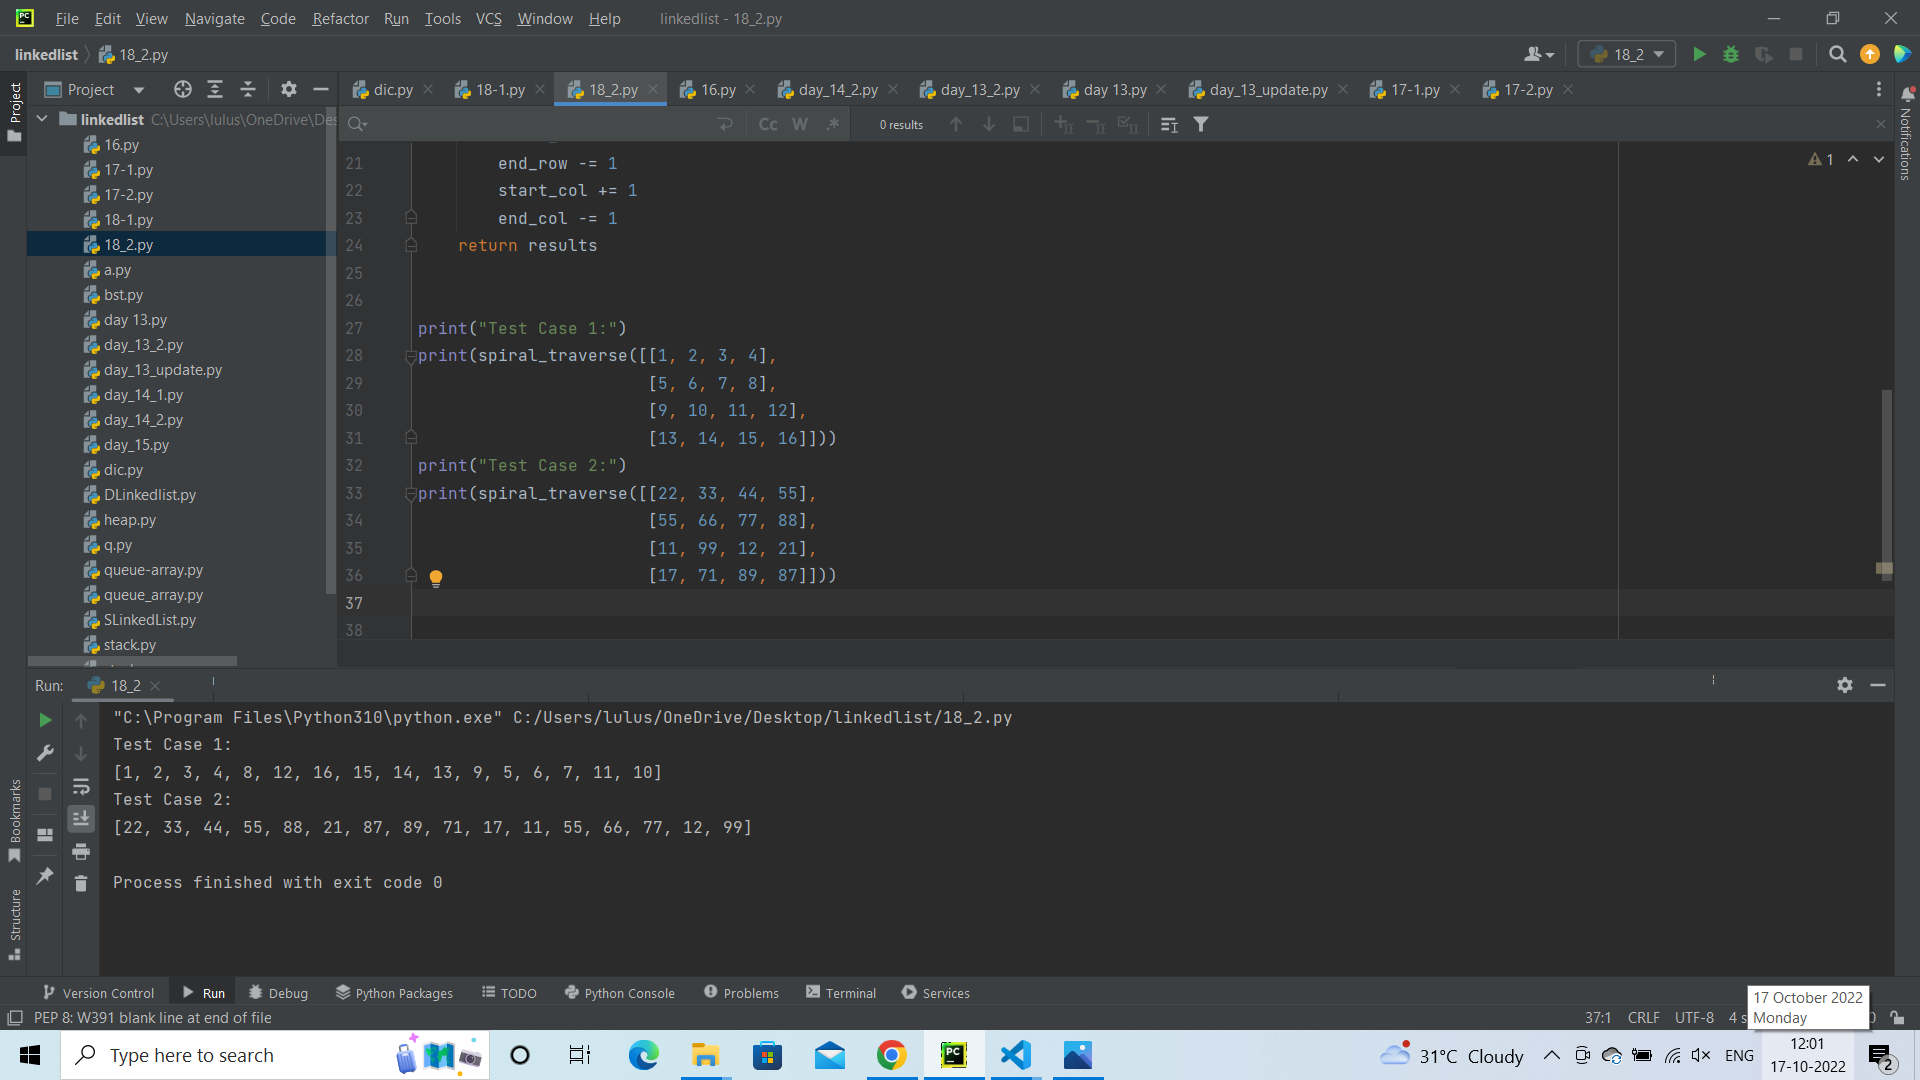 File Edit View Navigate Code Refactor Run Tools VCS Window Help linkedlist - 18_2.py
linkedlist 18_2.py 18_2
Project dic.py 18-1.py 18_2.py 16.py day_14_2.py day_13_2.py day 13.py day_13_update.py 17-1.py 17-2.py
Project
Notifications
Bookmarks
Structure
linkedlist C:\Users\lulus\OneDrive\Des
Cc W .* 0 results
16.py
17-1.py
17-2.py
18-1.py
18_2.py
a.py
bst.py
day 13.py
day_13_2.py
day_13_update.py
day_14_1.py
day_14_2.py
day_15.py
dic.py
DLinkedlist.py
heap.py
q.py
queue-array.py
queue_array.py
SLinkedList.py
stack.py
1
21 end_row -= 1
22 start_col += 1
23 end_col -= 1
24 return results
25
26
27 print("Test Case 1:")
28 print(spiral_traverse([[1, 2, 3, 4],
29 [5, 6, 7, 8],
30 [9, 10, 11, 12],
31 [13, 14, 15, 16]]))
32 print("Test Case 2:")
33 print(spiral_traverse([[22, 33, 44, 55],
34 [55, 66, 77, 88],
35 [11, 99, 12, 21],
36 [17, 71, 89, 87]]))
37
38
Run: 18_2
"C:\Program Files\Python310\python.exe" C:/Users/lulus/OneDrive/Desktop/linkedlist/18_2.py
Test Case 1:
[1, 2, 3, 4, 8, 12, 16, 15, 14, 13, 9, 5, 6, 7, 11, 10]
Test Case 2:
[22, 33, 44, 55, 88, 21, 87, 89, 71, 17, 11, 55, 66, 77, 12, 99]
Process finished with exit code 0
Version Control Run Debug Python Packages TODO Python Console Problems Terminal Services
PEP 8: W391 blank line at end of file 37:1 CRLF UTF-8 4 s
17 October 2022
Monday
Type here to search 31°C Cloudy ENG
12:01
17-10-2022
2